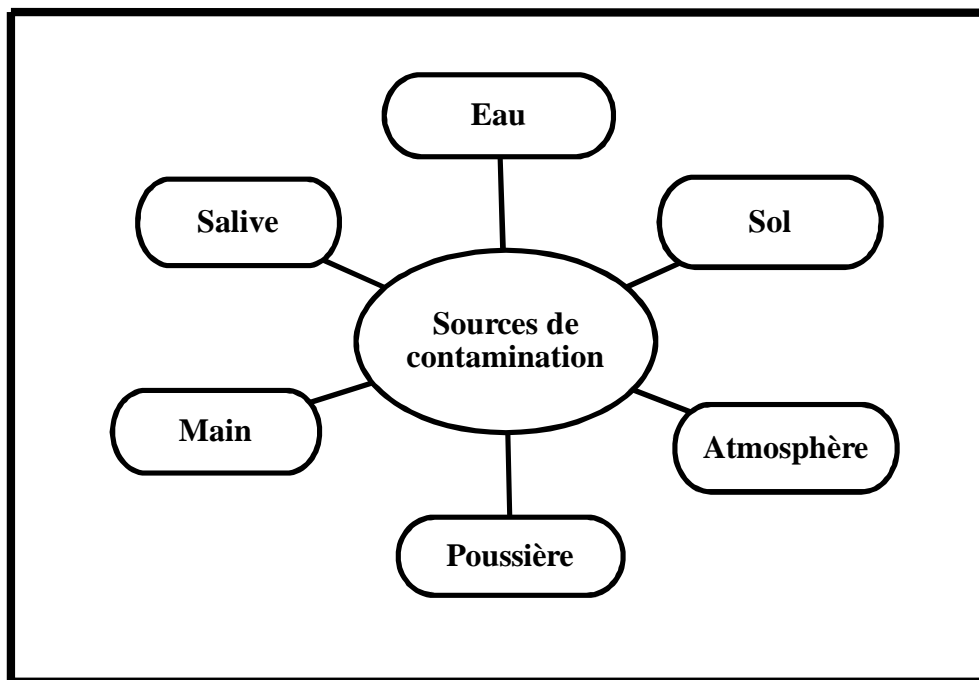 Eau
Salive
Sol
Sources de
contamination
Main
Atmosphère
Poussière